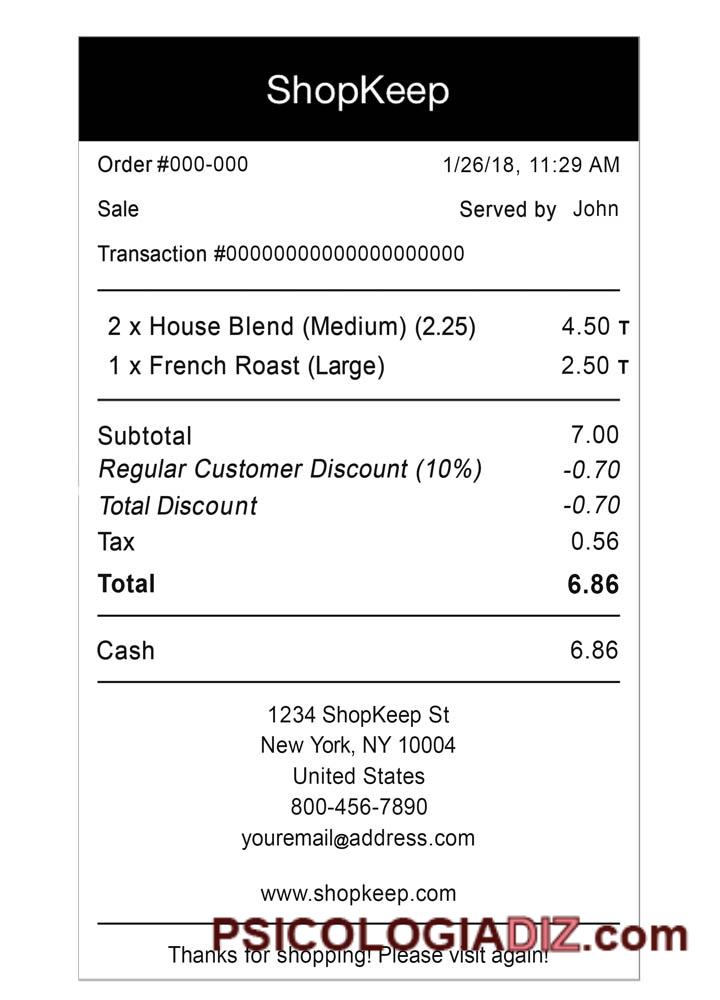 ShopKeep
Order #000-000 1/26/18, 11:29 AM
Sale Served by John
Transaction #00000000000000000000
2 x House Blend (Medium) (2.25) 4.50 T
1 x French Roast (Large) 2.50 T
Subtotal 7.00
Regular Customer Discount (10%) -0.70
Total Discount -0.70
Tax 0.56
Total 6.86
Cash 6.86
1234 ShopKeep St
New York, NY 10004
United States
800-456-7890
youremail@address.com
www.shopkeep.com
PSICOLOGIADIZ.com
Thanks for shopping! Please visit again!